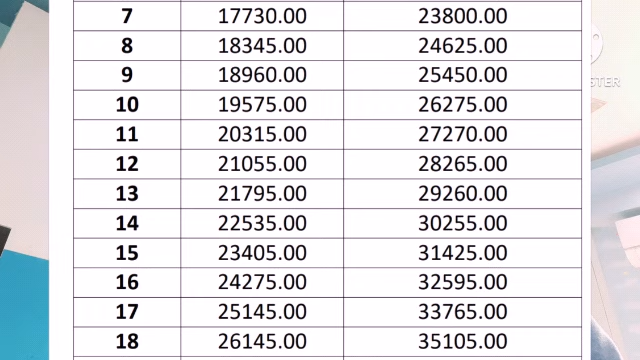 7 17730.00 23800.00
8 18345.00 24625.00
9 18960.00 25450.00
10 19575.00 26275.00
11 20315.00 27270.00
12 21055.00 28265.00
13 21795.00 29260.00
14 22535.00 30255.00
15 23405.00 31425.00
16 24275.00 32595.00
17 25145.00 33765.00
18 26145.00 35105.00